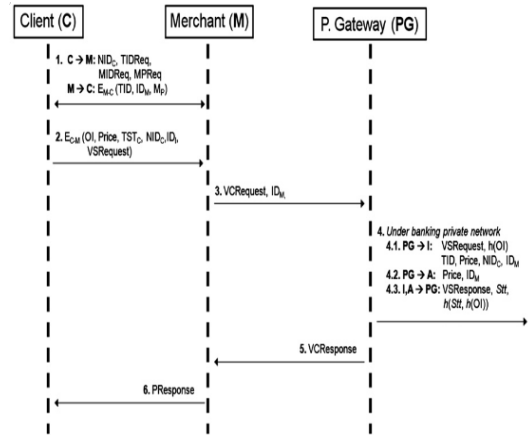 Client (C)
Merchant (M)
P. Gateway (PG)
1. C → M: NIDC, TIDReq,
MIDReq, MPReq
M → C: EM-C (TID, IDM, MP)
2. EC-M (OI, Price, TSTC, NIDC,IDI,
VSRequest)
3. VCRequest, IDM,
4. Under banking private network
4.1. PG → I: VSRequest, h(OI)
TID, Price, NIDC, IDM
4.2. PG → A: Price, IDM
4.3. I,A → PG: VSResponse, Stt,
h(Stt, h(OI))
5. VCResponse
6. PResponse